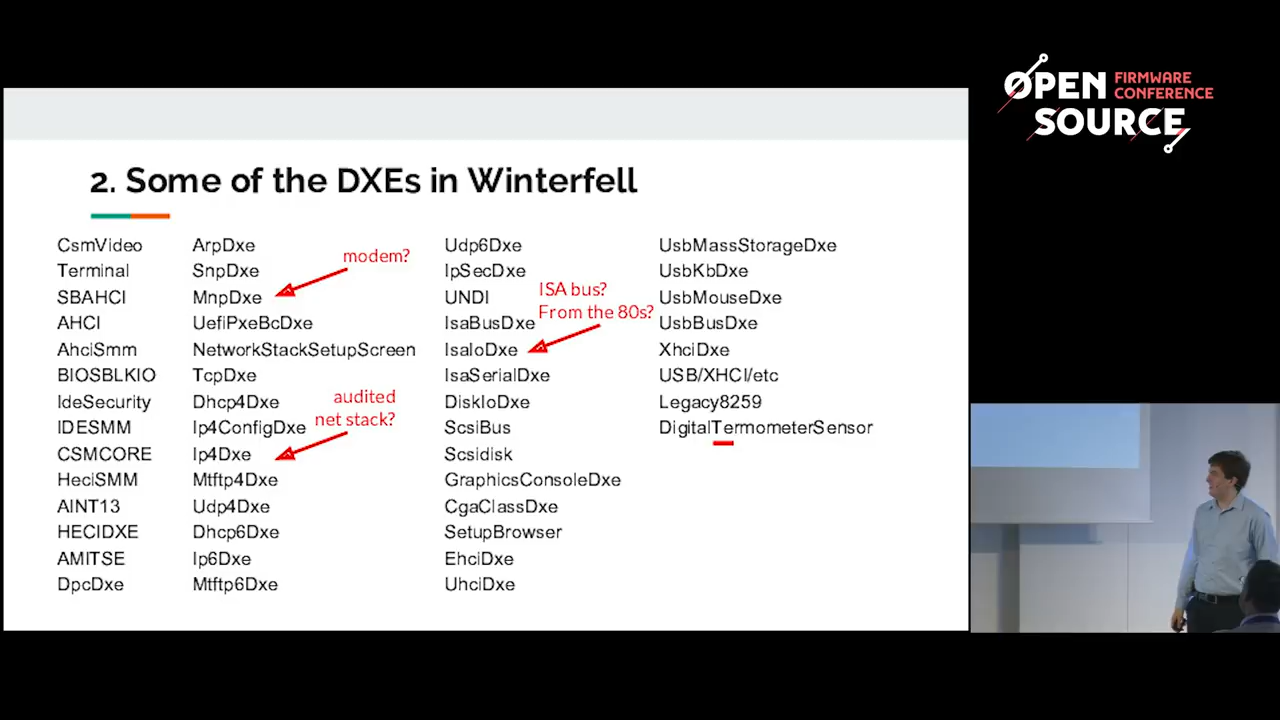 OPEN FIRMWARE
CONFERENCE
SOURCE
2. Some of the DXEs in Winterfell
CsmVideo
Terminal
SBAHCI
AHCI
AhciSmm
BIOSBLKIO
IdeSecurity
IDESMM
CSMCORE
HeciSMM
AINT13
HECIDXE
AMITSE
DpcDxe
ArpDxe
SnpDxe
MnpDxe
UefiPxeBcDxe
NetworkStackSetupScreen
TcpDxe
Dhcp4Dxe
Ip4ConfigDxe
Ip4Dxe
Mtftp4Dxe
Udp4Dxe
Dhcp6Dxe
Ip6Dxe
Mtftp6Dxe
modem?
audited
net stack?
Udp6Dxe
IpSecDxe
UNDI
IsaBusDxe
IsaIoDxe
IsaSerialDxe
DiskIoDxe
ScsiBus
Scsidisk
GraphicsConsoleDxe
CgaClassDxe
SetupBrowser
EhciDxe
UhciDxe
ISA bus?
From the 80s?
UsbMassStorageDxe
UsbKbDxe
UsbMouseDxe
UsbBusDxe
XhciDxe
USB/XHCI/etc
Legacy8259
DigitalTermometerSensor